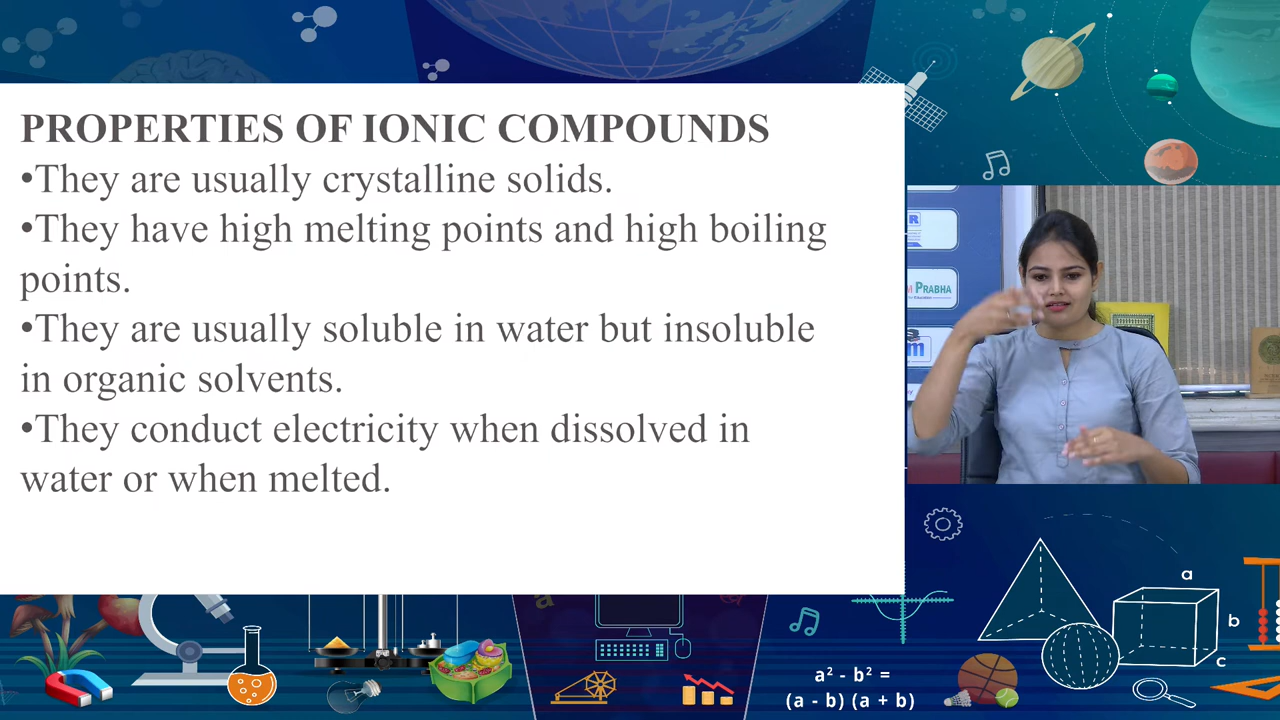 PROPERTIES OF IONIC COMPOUNDS
•They are usually crystalline solids.
•They have high melting points and high boiling
points.
•They are usually soluble in water but insoluble
in organic solvents.
•They conduct electricity when dissolved in
water or when melted.
R
M PRABHA
m
a
b
c
a² - b² =
(a - b) (a + b)